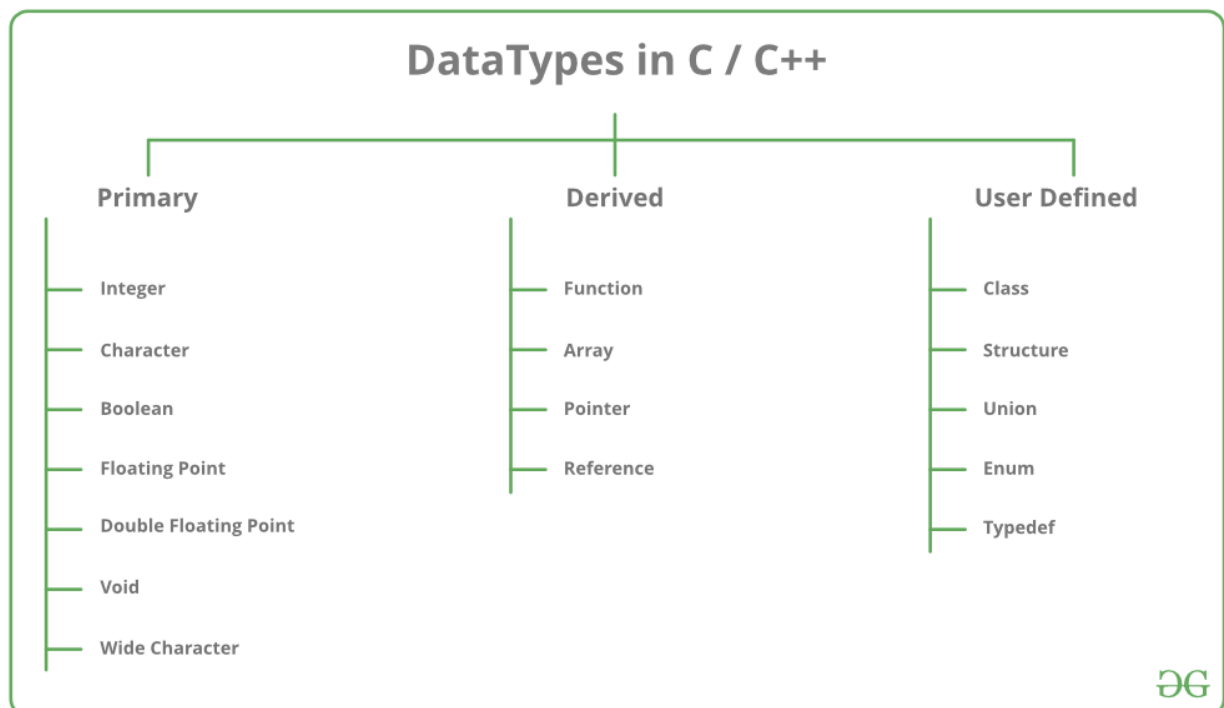 DataTypes in C / C++
Primary
Integer
Character
Boolean
Floating Point
Double Floating Point
Void
Wide Character
Derived
Function
Array
Pointer
Reference
User Defined
Class
Structure
Union
Enum
Typedef